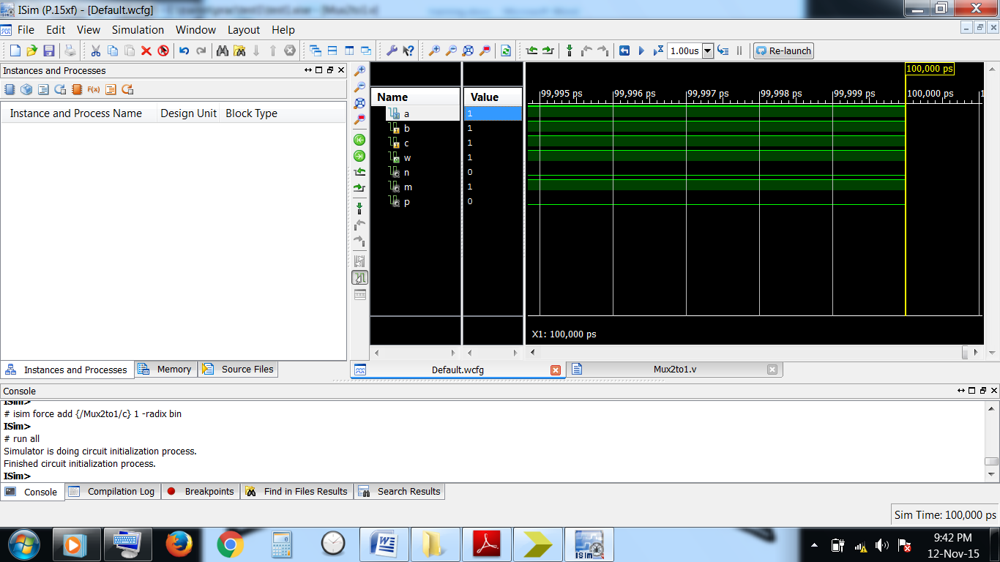 ISim (P.15xf) - [Default.wcfg]
File Edit View Simulation Window Layout Help
1.00us Re-launch
Instances and Processes
Instance and Process Name Design Unit Block Type
Name Value
a 1
b 1
c 1
w 1
n 0
m 1
p 0
100,000 ps
99,995 ps 99,996 ps 99,997 ps 99,998 ps 99,999 ps 100,000 ps
X1: 100,000 ps
Instances and Processes Memory Source Files
Default.wcfg Mux2to1.v
Console
ISim>
# isim force add {/Mux2to1/c} 1 -radix bin
ISim>
# run all
Simulator is doing circuit initialization process.
Finished circuit initialization process.
ISim>
Console Compilation Log Breakpoints Find in Files Results Search Results
Sim Time: 100,000 ps
9:42 PM
12-Nov-15